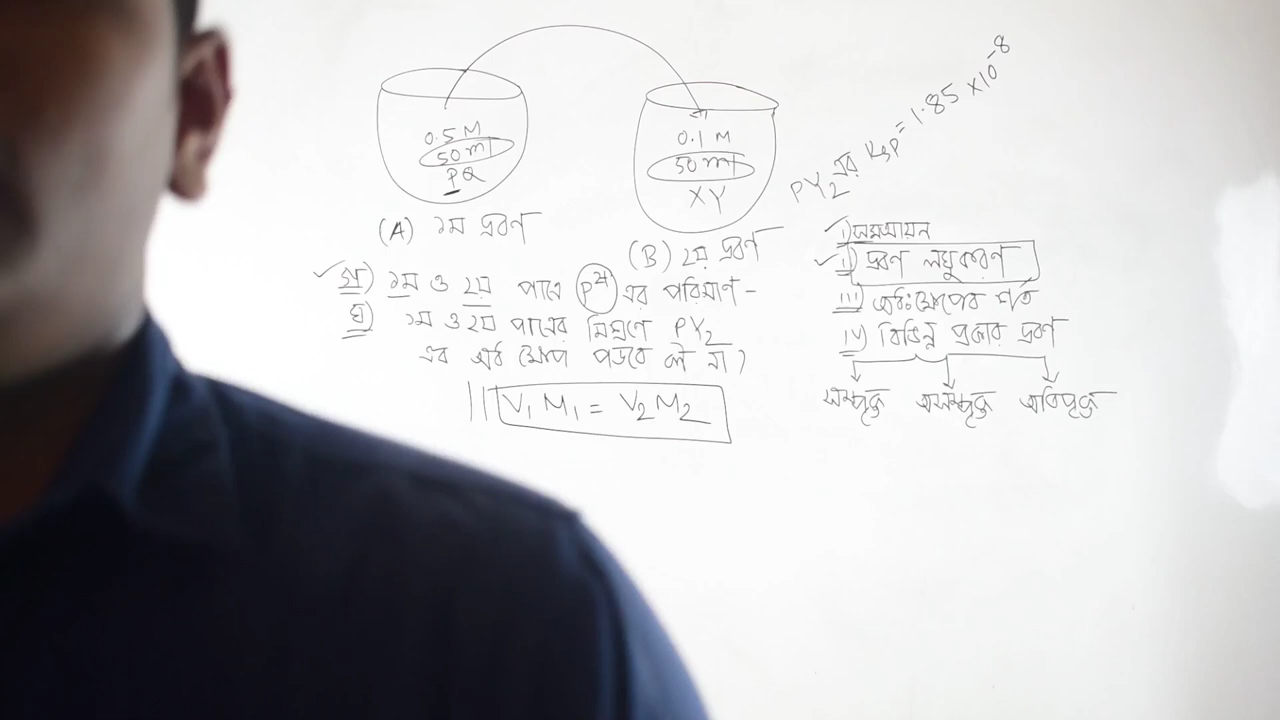 0.5 M
50 ml
PQ
(A) ১ম দ্রবণ
0.1 M
50 ml
XY
(B) ২য় দ্রবণ
PY₂ এর Ksp = 1.85 × 10⁻⁸
গ) ১ম ও ২য় পাত্রে P²⁺ এর পরিমাণ -
ঘ) ১ম ও ২য় পাত্রের মিশ্রণে PY₂
এর অধঃক্ষেপ পড়বে কী না?
V₁ M₁ = V₂ M₂
i) সমআয়ন
ii) দ্রবণ লঘুকরণ
iii) অধঃক্ষেপের শর্ত
iv) বিভিন্ন প্রকার দ্রবণ
সম্পৃক্ত অসম্পৃক্ত অতিপৃক্ত